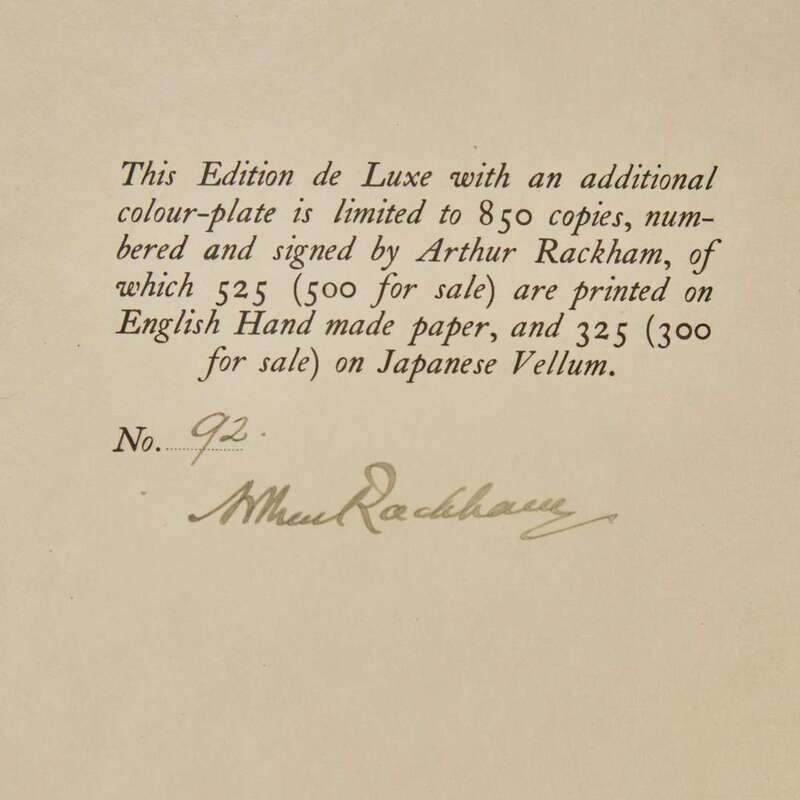 This Edition de Luxe with an additional
colour-plate is limited to 850 copies, num-
bered and signed by Arthur Rackham, of
which 525 (500 for sale) are printed on
English Hand made paper, and 325 (300
for sale) on Japanese Vellum.
No. 92.
Arthur Rackham